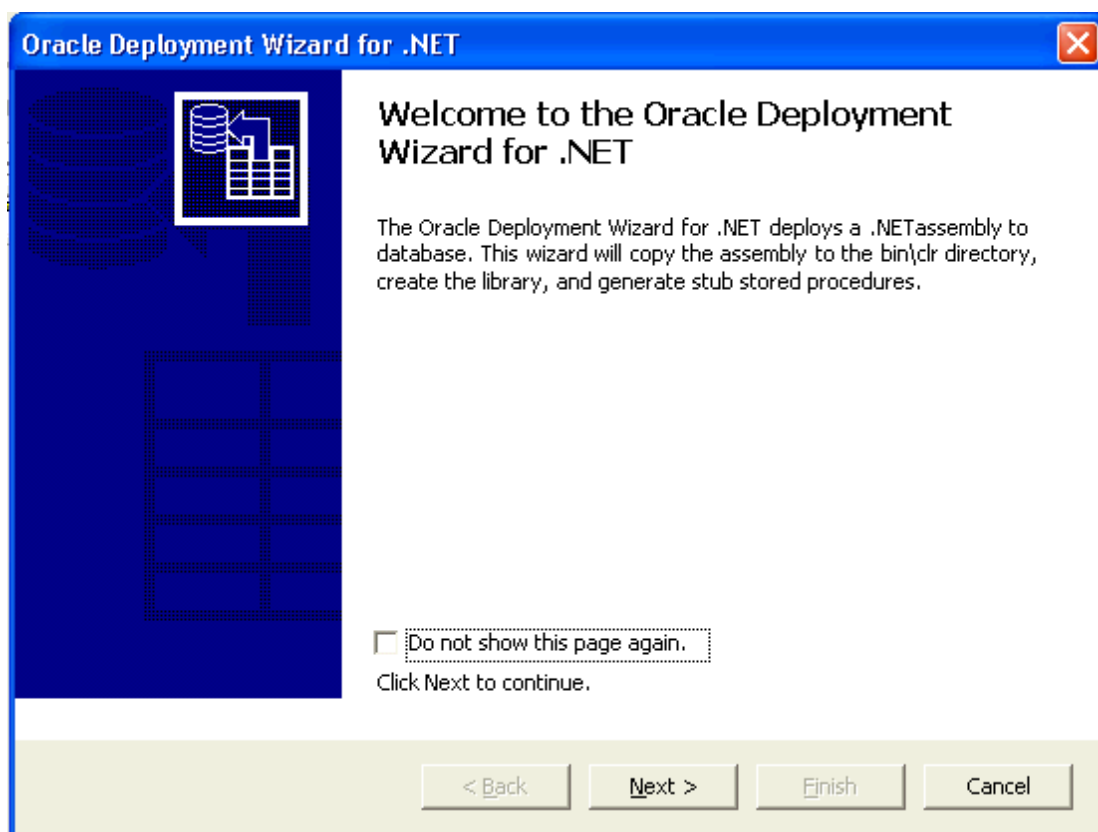 Oracle Deployment Wizard for .NET
Welcome to the Oracle Deployment
Wizard for .NET
The Oracle Deployment Wizard for .NET deploys a .NETassembly to
database. This wizard will copy the assembly to the bin\clr directory,
create the library, and generate stub stored procedures.
Do not show this page again.
Click Next to continue.
< Back Next > Finish Cancel